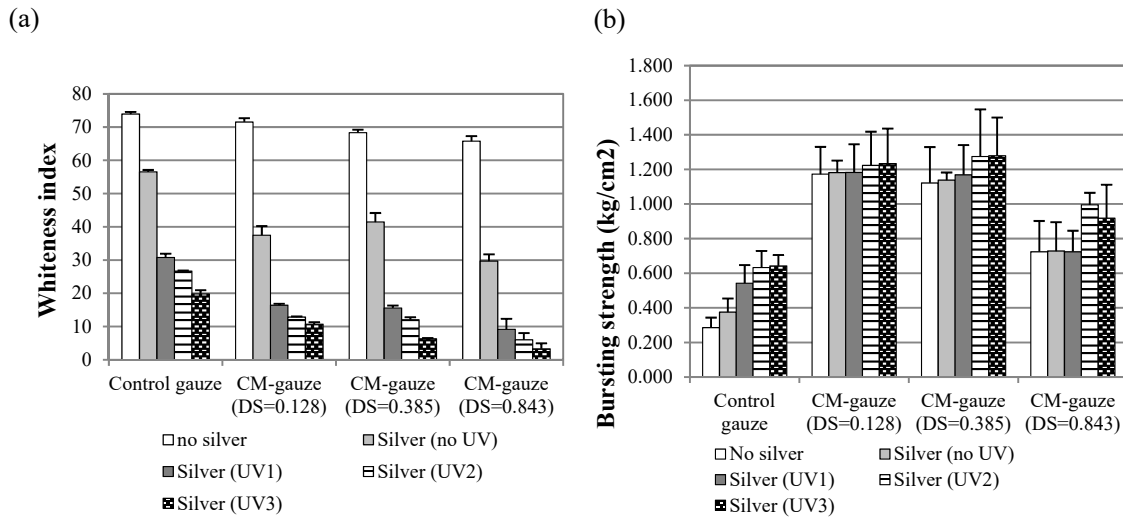 (a)
Whiteness index
80
70
60
50
40
30
20
10
0
Control gauze
CM-gauze
(DS=0.128)
CM-gauze
(DS=0.385)
CM-gauze
(DS=0.843)
no silver
Silver (no UV)
Silver (UV1)
Silver (UV2)
Silver (UV3)
(b)
Bursting strength (kg/cm2)
1.800
1.600
1.400
1.200
1.000
0.800
0.600
0.400
0.200
0.000
Control
gauze
CM-gauze
(DS=0.128)
CM-gauze
(DS=0.385)
CM-gauze
(DS=0.843)
No silver
Silver (no UV)
Silver (UV1)
Silver (UV2)
Silver (UV3)